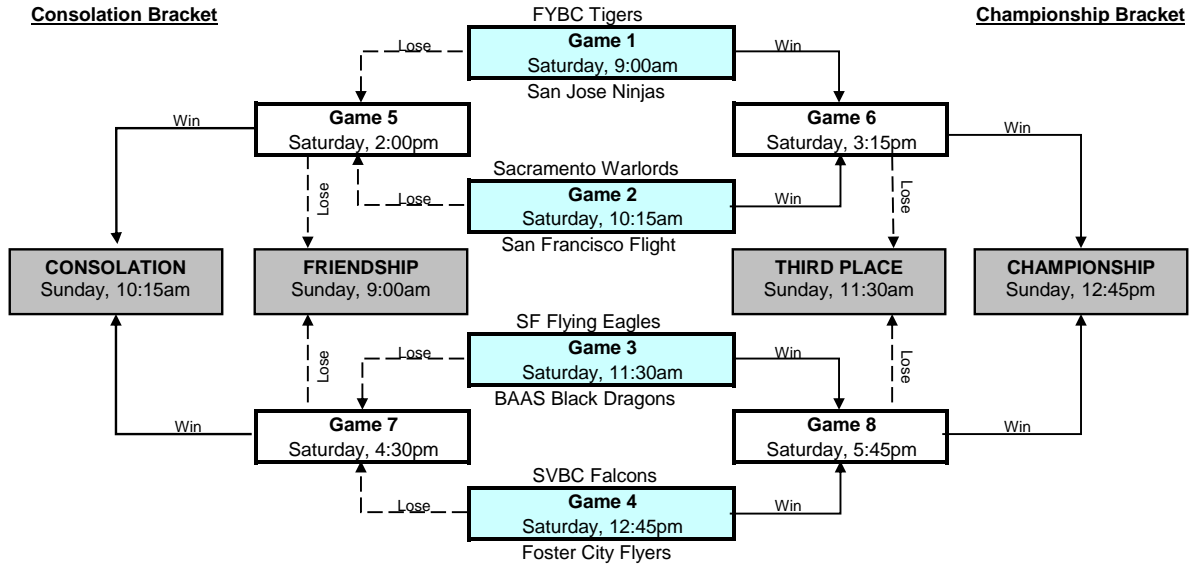 Consolation Bracket
FYBC Tigers
Championship Bracket
Lose
Game 1
Saturday, 9:00am
Win
San Jose Ninjas
Win
Game 5
Saturday, 2:00pm
Game 6
Saturday, 3:15pm
Win
Sacramento Warlords
Lose
Lose
Game 2
Saturday, 10:15am
Win
Lose
San Francisco Flight
CONSOLATION
Sunday, 10:15am
FRIENDSHIP
Sunday, 9:00am
THIRD PLACE
Sunday, 11:30am
CHAMPIONSHIP
Sunday, 12:45pm
SF Flying Eagles
Lose
Lose
Game 3
Saturday, 11:30am
Win
Lose
BAAS Black Dragons
Win
Game 7
Saturday, 4:30pm
Game 8
Saturday, 5:45pm
Win
SVBC Falcons
Lose
Game 4
Saturday, 12:45pm
Win
Foster City Flyers